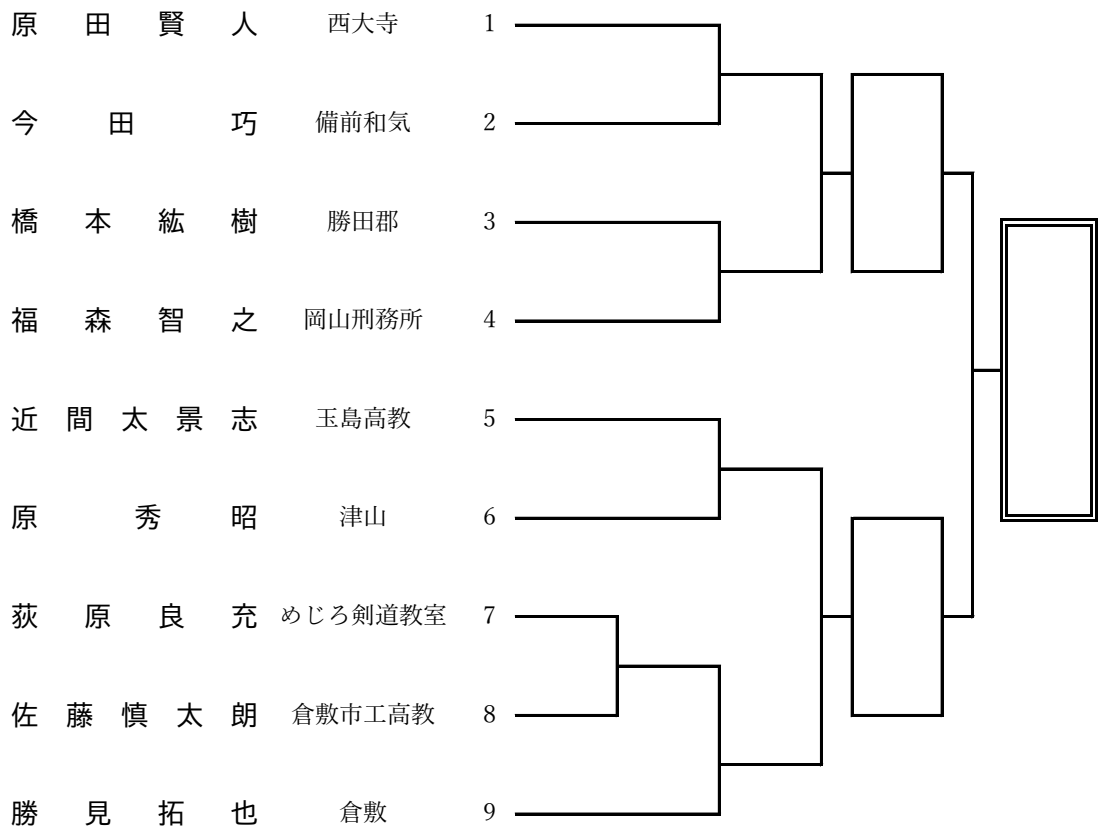 原田賢人 西大寺 1
今田巧 備前和気 2
橋本紘樹 勝田郡 3
福森智之 岡山刑務所 4
近間太景志 玉島高教 5
原秀昭 津山 6
荻原良充 めじろ剣道教室 7
佐藤慎太朗 倉敷市工高教 8
勝見拓也 倉敷 9